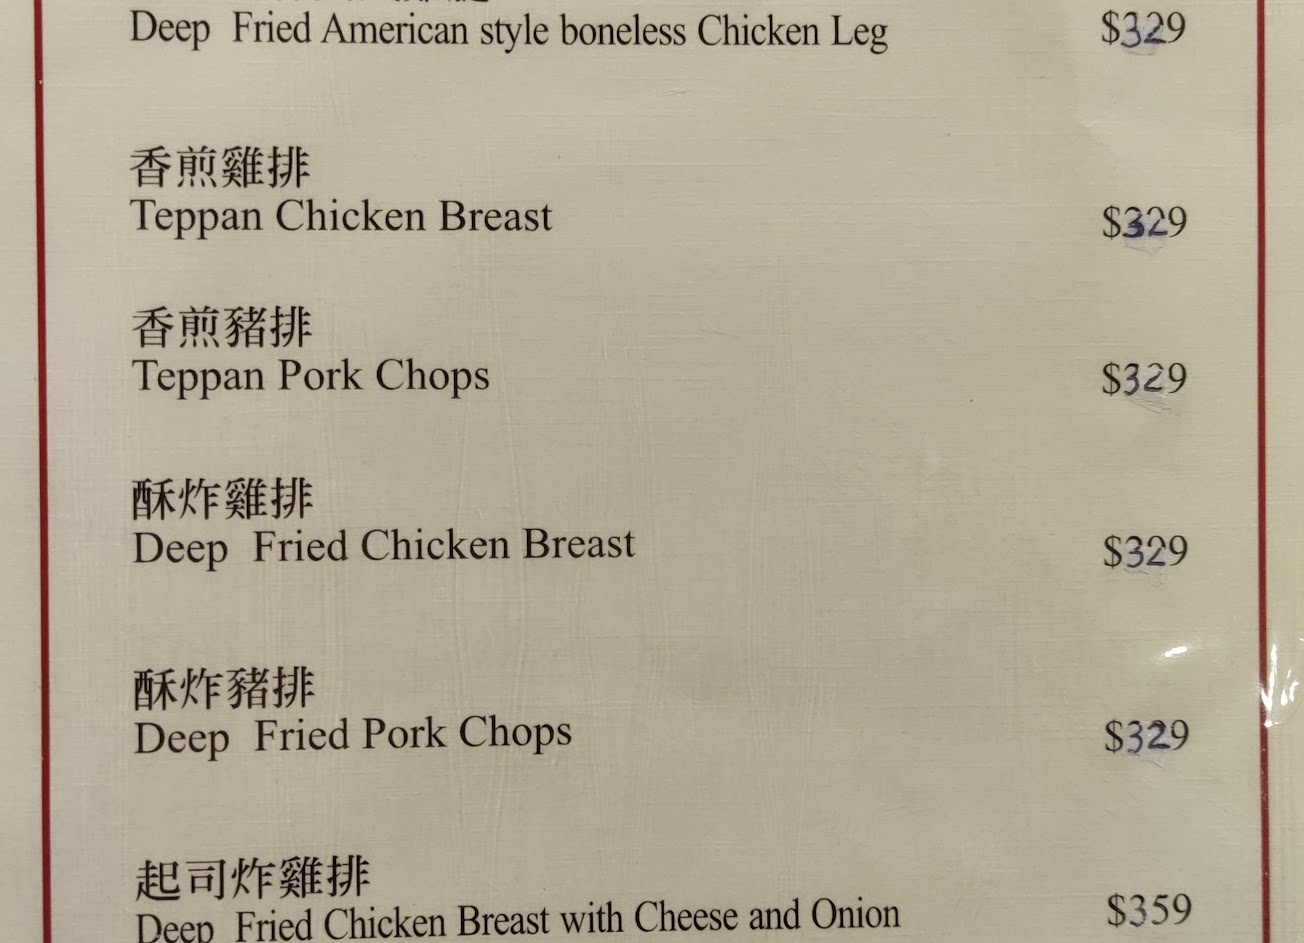 Deep Fried American style boneless Chicken Leg $329
香煎雞排
Teppan Chicken Breast $329
香煎豬排
Teppan Pork Chops $329
酥炸雞排
Deep Fried Chicken Breast $329
酥炸豬排
Deep Fried Pork Chops $329
起司炸雞排
Deep Fried Chicken Breast with Cheese and Onion $359